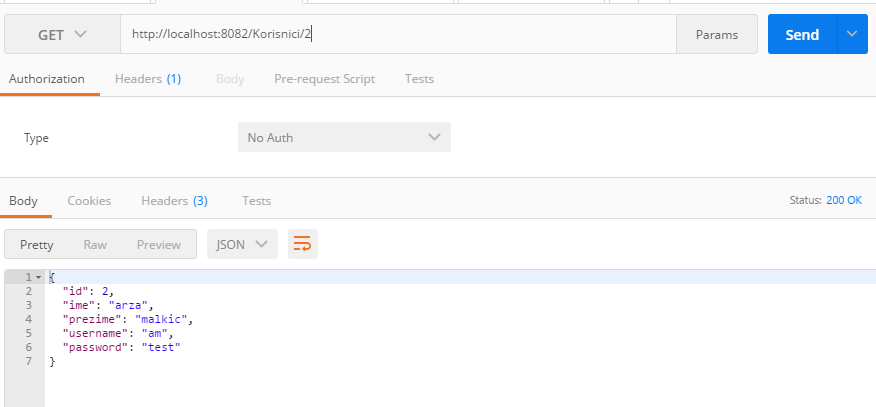 GET http://localhost:8082/Korisnici/2 Params Send
Authorization Headers (1) Body Pre-request Script Tests
Type No Auth
Body Cookies Headers (3) Tests Status: 200 OK
Pretty Raw Preview JSON
1 {
2 "id": 2,
3 "ime": "arza",
4 "prezime": "malkic",
5 "username": "am",
6 "password": "test"
7 }